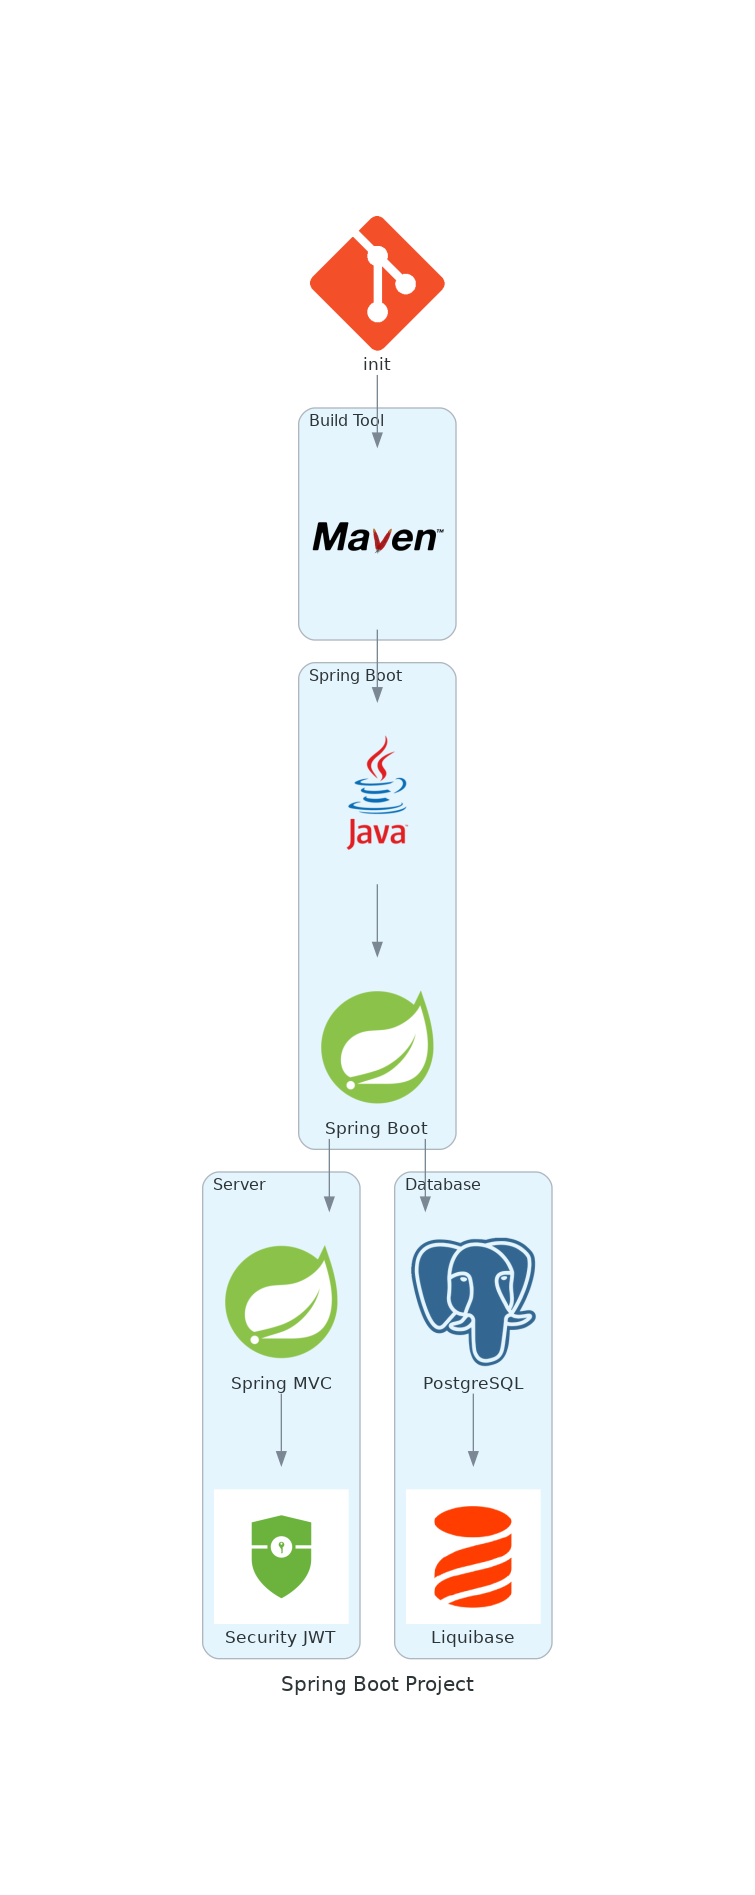 init
Build Tool
Maven™
Spring Boot
Java
Spring Boot
Server
Database
Spring MVC
PostgreSQL
Security JWT
Liquibase
Spring Boot Project